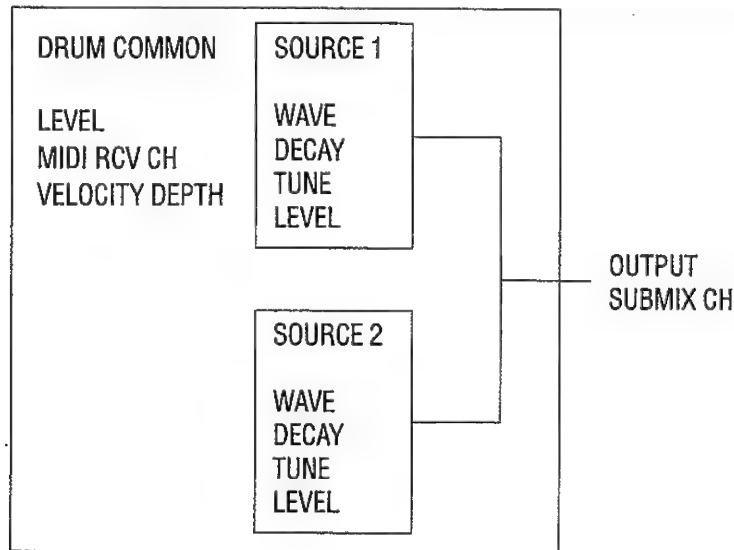 DRUM COMMON
LEVEL
MIDI RCV CH
VELOCITY DEPTH
SOURCE 1
WAVE
DECAY
TUNE
LEVEL
SOURCE 2
WAVE
DECAY
TUNE
LEVEL
OUTPUT
SUBMIX CH